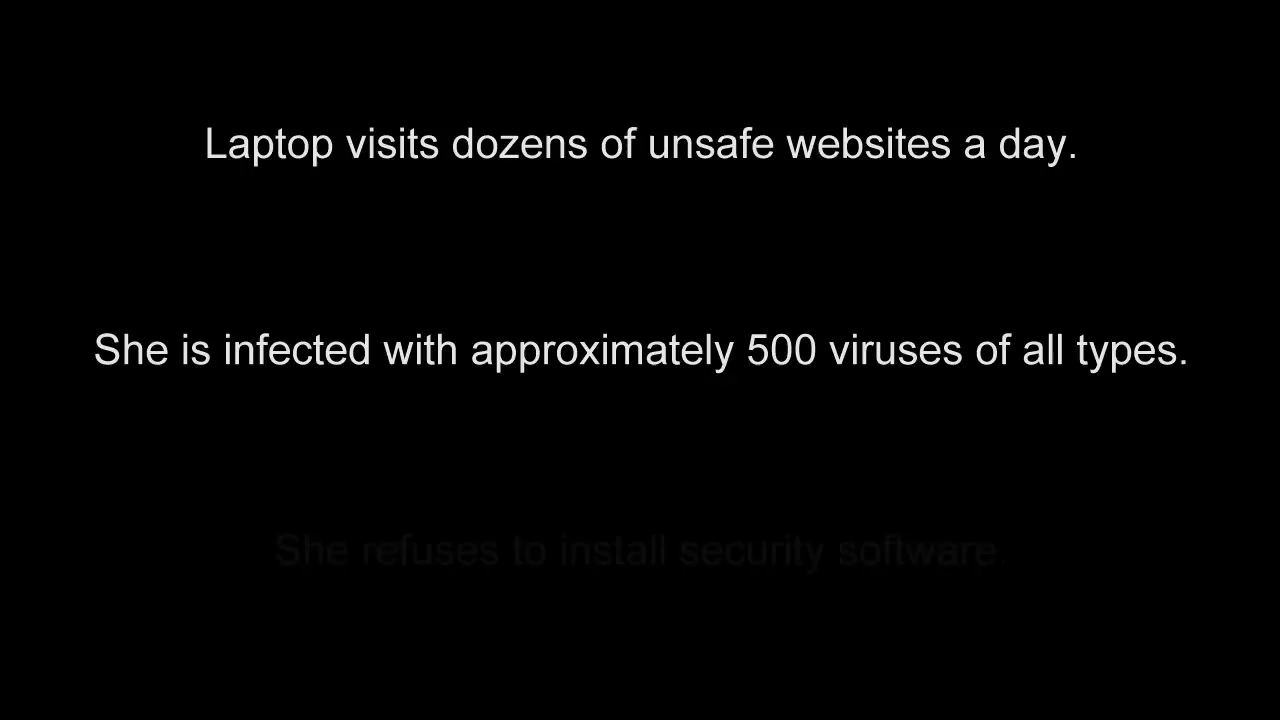 Laptop visits dozens of unsafe websites a day.
She is infected with approximately 500 viruses of all types.
She refuses to install security software.